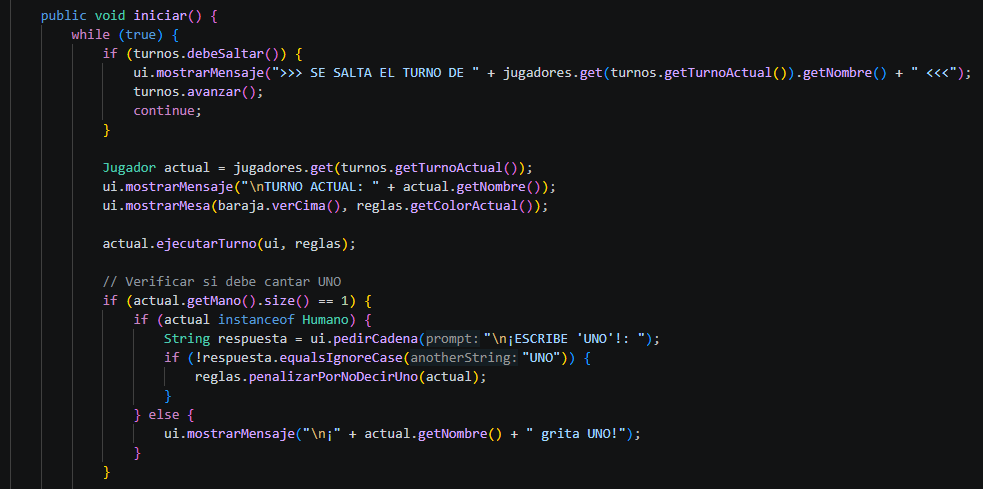 public void iniciar() {
while (true) {
if (turnos.debeSaltar()) {
ui.mostrarMensaje(">>> SE SALTA EL TURNO DE " + jugadores.get(turnos.getTurnoActual()).getNombre() + " <<<");
turnos.avanzar();
continue;
}
Jugador actual = jugadores.get(turnos.getTurnoActual());
ui.mostrarMensaje("\nTURNO ACTUAL: " + actual.getNombre());
ui.mostrarMesa(baraja.verCima(), reglas.getColorActual());
actual.ejecutarTurno(ui, reglas);
// Verificar si debe cantar UNO
if (actual.getMano().size() == 1) {
if (actual instanceof Humano) {
String respuesta = ui.pedirCadena(prompt: "\n¡ESCRIBE 'UNO'!: ");
if (!respuesta.equalsIgnoreCase(anotherString: "UNO")) {
reglas.penalizarPorNoDecirUno(actual);
}
} else {
ui.mostrarMensaje("\n¡" + actual.getNombre() + " grita UNO!");
}
}